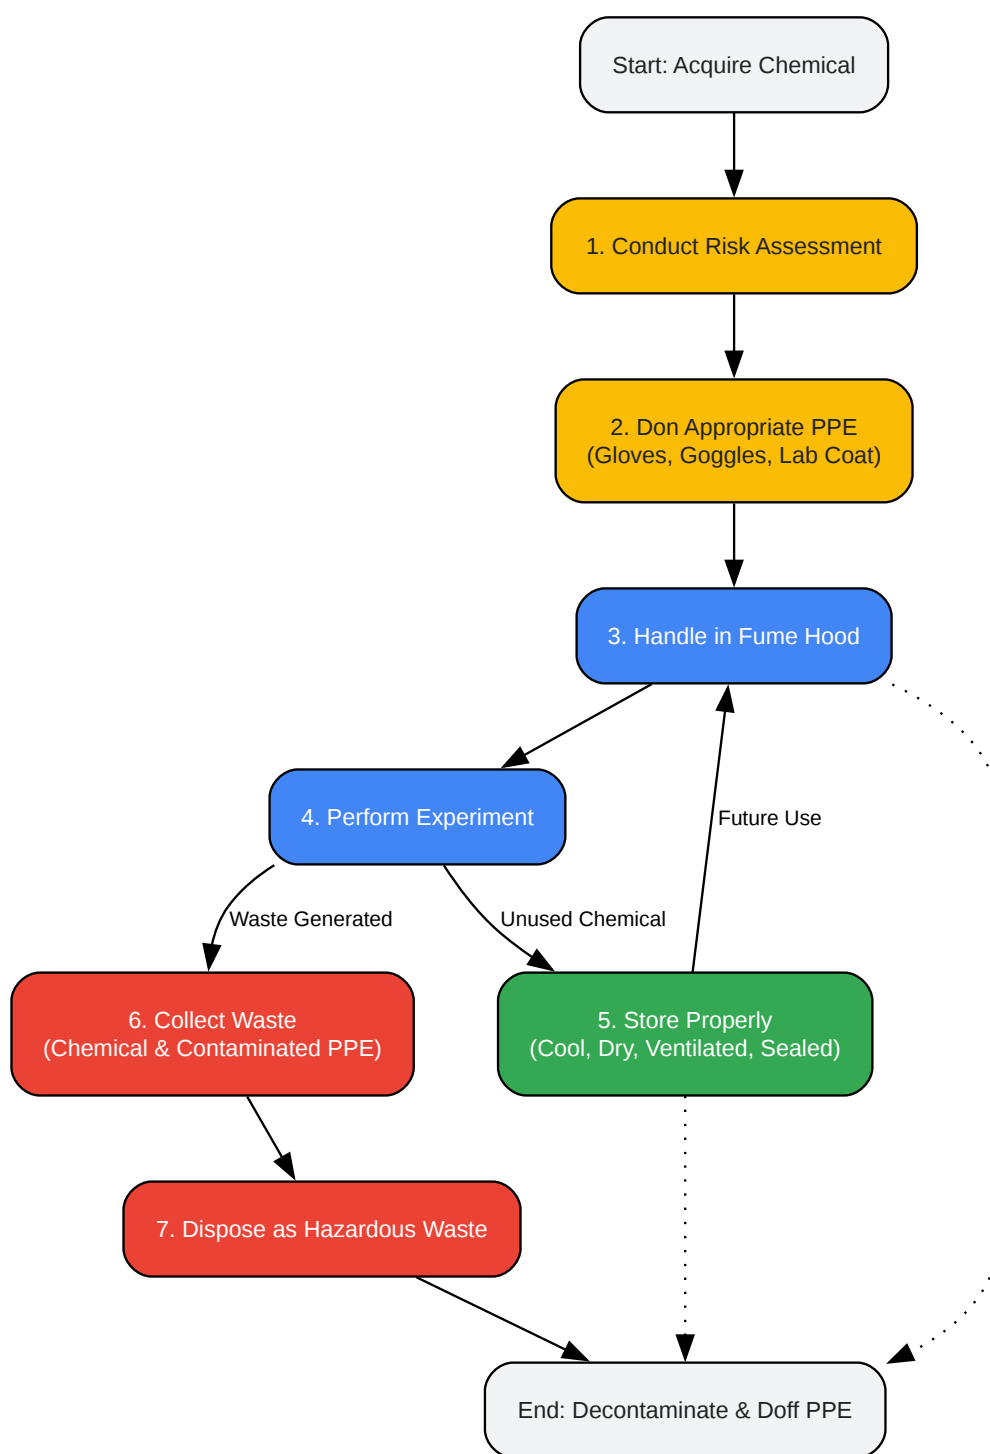 Start: Acquire Chemical
1. Conduct Risk Assessment
2. Don Appropriate PPE
(Gloves, Goggles, Lab Coat)
3. Handle in Fume Hood
4. Perform Experiment
Future Use
Waste Generated
Unused Chemical
6. Collect Waste
(Chemical & Contaminated PPE)
5. Store Properly
(Cool, Dry, Ventilated, Sealed)
7. Dispose as Hazardous Waste
End: Decontaminate & Doff PPE